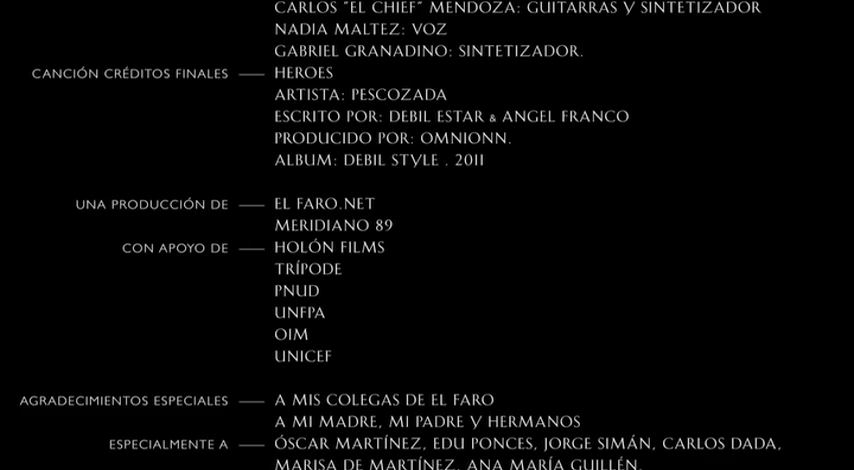 CARLOS "EL CHIEF" MENDOZA: GUITARRAS Y SINTETIZADOR
NADIA MALTEZ: VOZ
GABRIEL GRANADINO: SINTETIZADOR.
CANCIÓN CRÉDITOS FINALES — HEROES
ARTISTA: PESCOZADA
ESCRITO POR: DEBIL ESTAR & ANGEL FRANCO
PRODUCIDO POR: OMNIONN.
ALBUM: DEBIL STYLE . 2011
UNA PRODUCCIÓN DE — EL FARO.NET
MERIDIANO 89
CON APOYO DE — HOLÓN FILMS
TRÍPODE
PNUD
UNFPA
OIM
UNICEF
AGRADECIMIENTOS ESPECIALES — A MIS COLEGAS DE EL FARO
A MI MADRE, MI PADRE Y HERMANOS
ESPECIALMENTE A — ÓSCAR MARTÍNEZ, EDU PONCES, JORGE SIMÁN, CARLOS DADA,
MARISA DE MARTÍNEZ, ANA MARÍA GUILLÉN,